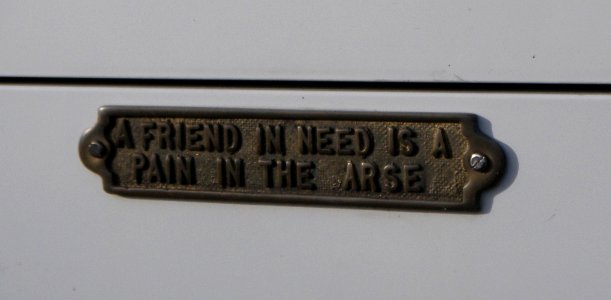 A FRIEND IN NEED IS A
PAIN IN THE ARSE